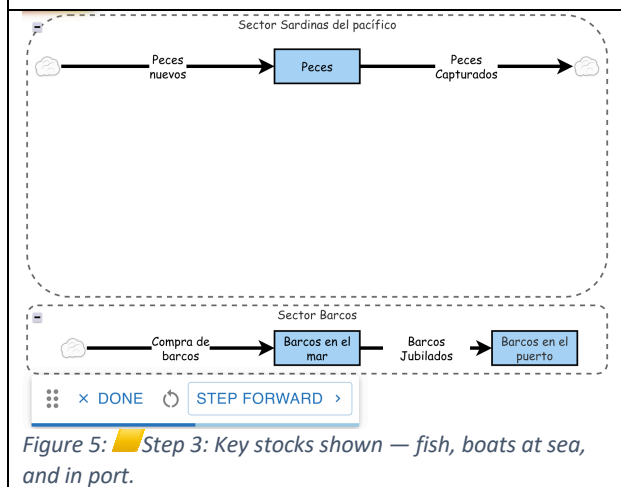 Sector Sardinas del pacífico
Peces
nuevos
Peces
Peces
Capturados
Sector Barcos
Compra de
barcos
Barcos en el
mar
Barcos
Jubilados
Barcos en el
puerto
× DONE
STEP FORWARD >
Figure 5: Step 3: Key stocks shown — fish, boats at sea,
and in port.